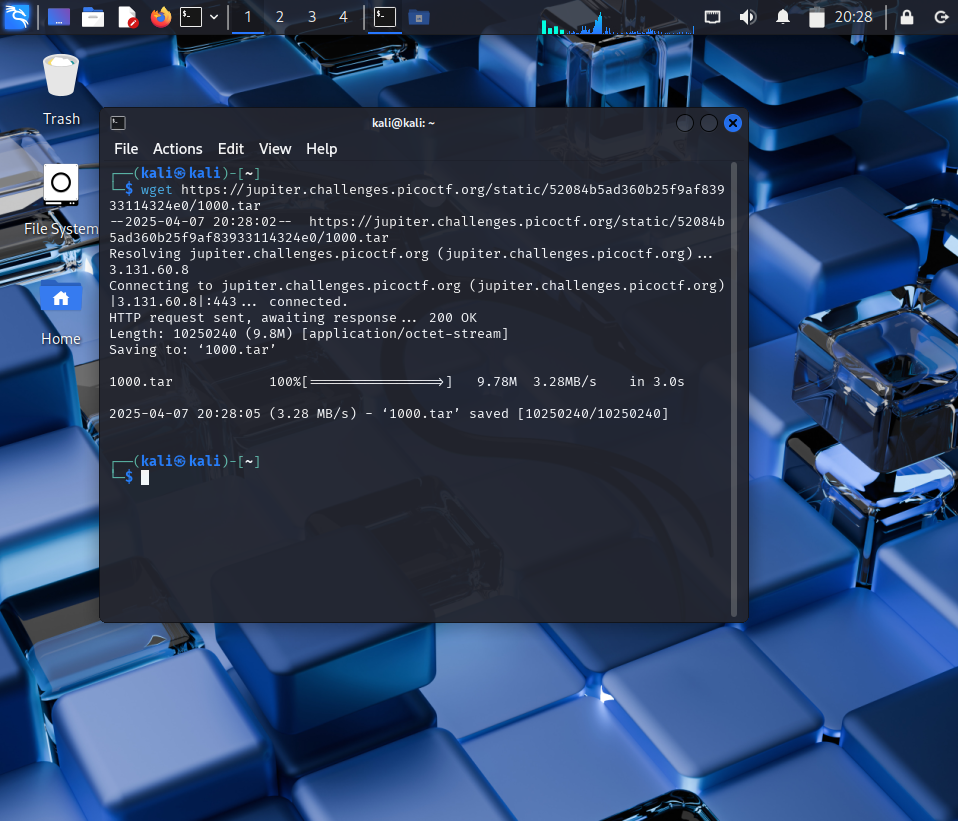 1 2 3 4 20:28
Trash
File System
Home
kali@kali: ~
File Actions Edit View Help
┌──(kali㉿kali)-[~]
└─$ wget https://jupiter.challenges.picoctf.org/static/52084b5ad360b25f9af839
33114324e0/1000.tar
--2025-04-07 20:28:02--  https://jupiter.challenges.picoctf.org/static/52084b
5ad360b25f9af83933114324e0/1000.tar
Resolving jupiter.challenges.picoctf.org (jupiter.challenges.picoctf.org)...
3.131.60.8
Connecting to jupiter.challenges.picoctf.org (jupiter.challenges.picoctf.org)
|3.131.60.8|:443... connected.
HTTP request sent, awaiting response... 200 OK
Length: 10250240 (9.8M) [application/octet-stream]
Saving to: ‘1000.tar’
1000.tar            100%[=================>]   9.78M  3.28MB/s    in 3.0s
2025-04-07 20:28:05 (3.28 MB/s) - ‘1000.tar’ saved [10250240/10250240]
┌──(kali㉿kali)-[~]
└─$